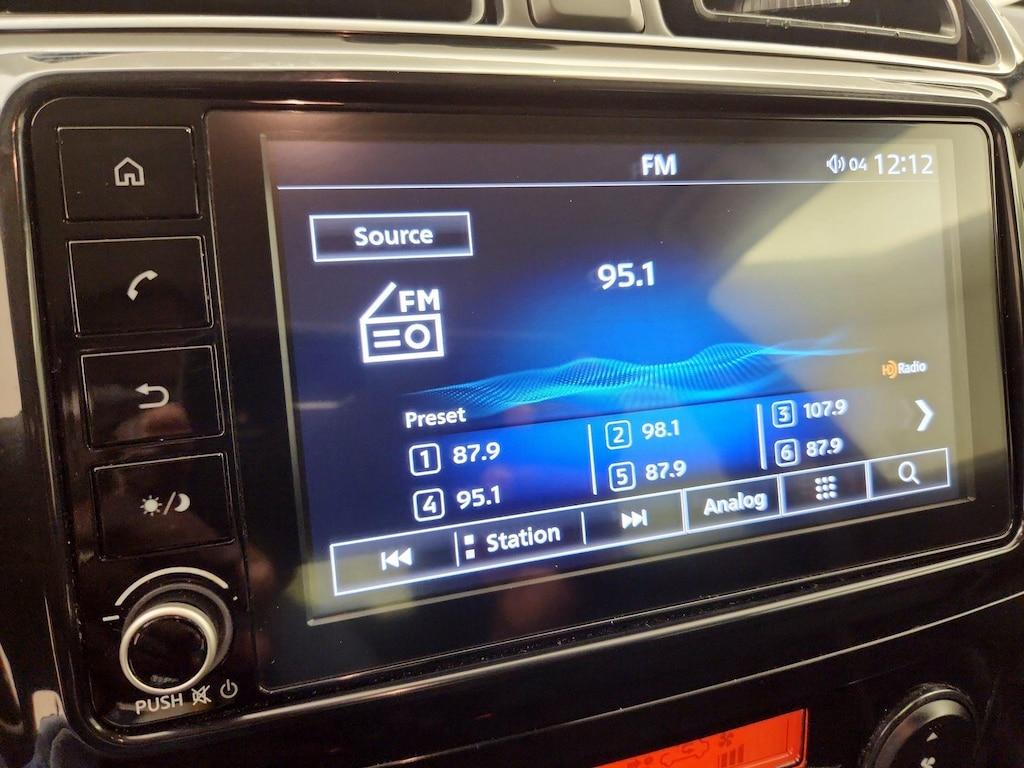 FM
04 12:12
Source
FM
95.1
HD Radio
Preset
1 87.9
2 98.1
3 107.9
4 95.1
5 87.9
6 87.9
Station
Analog
PUSH